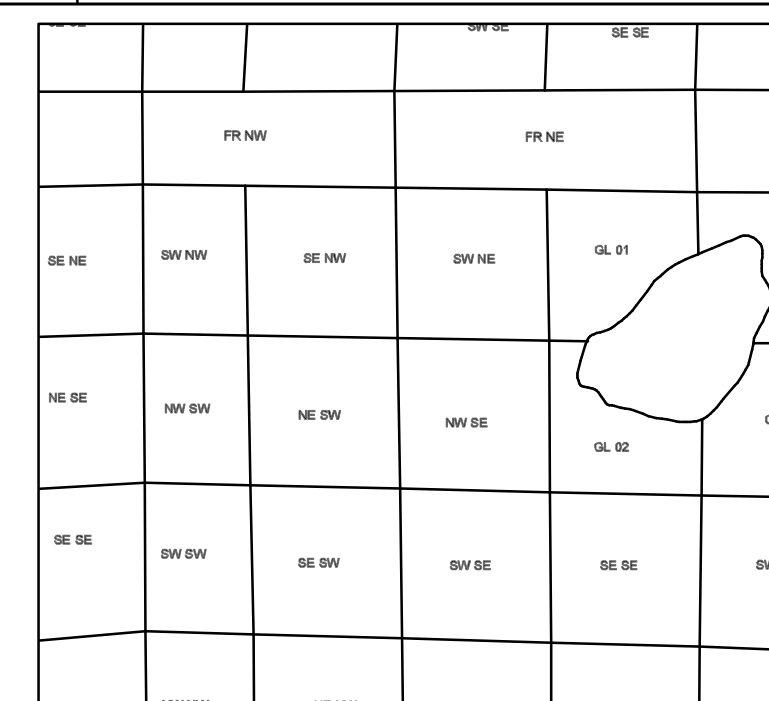 SW SE
SE SE
FR NW
FR NE
SE NE
SW NW
SE NW
SW NE
GL 01
NE SE
NW SW
NE SW
NW SE
GL 02
SE SE
SW SW
SE SW
SW SE
SE SE